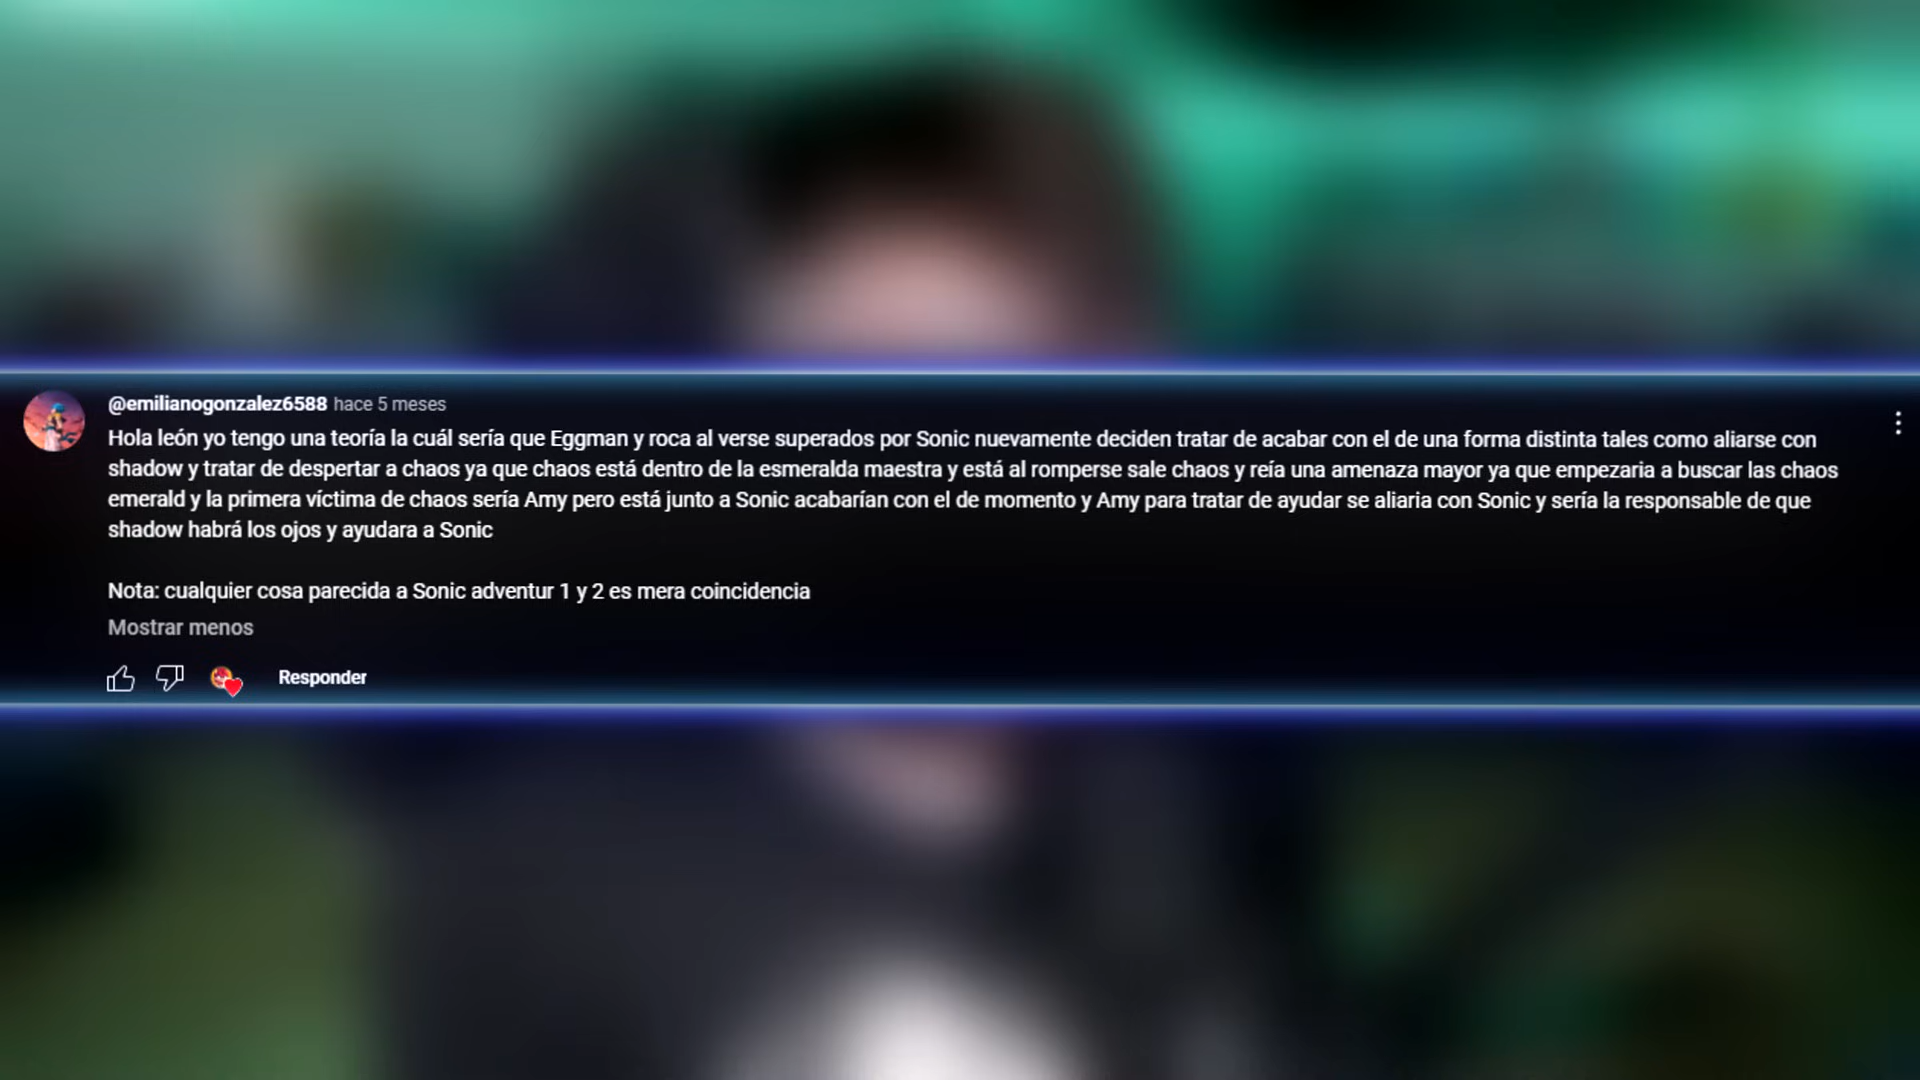 @emilianogonzalez6588 hace 5 meses
Hola león yo tengo una teoría la cuál sería que Eggman y roca al verse superados por Sonic nuevamente deciden tratar de acabar con el de una forma distinta tales como aliarse con
shadow y tratar de despertar a chaos ya que chaos está dentro de la esmeralda maestra y está al romperse sale chaos y reía una amenaza mayor ya que empezaria a buscar las chaos
emerald y la primera víctima de chaos sería Amy pero está junto a Sonic acabarían con el de momento y Amy para tratar de ayudar se aliaria con Sonic y sería la responsable de que
shadow habrá los ojos y ayudara a Sonic
Nota: cualquier cosa parecida a Sonic adventur 1 y 2 es mera coincidencia
Mostrar menos
Responder